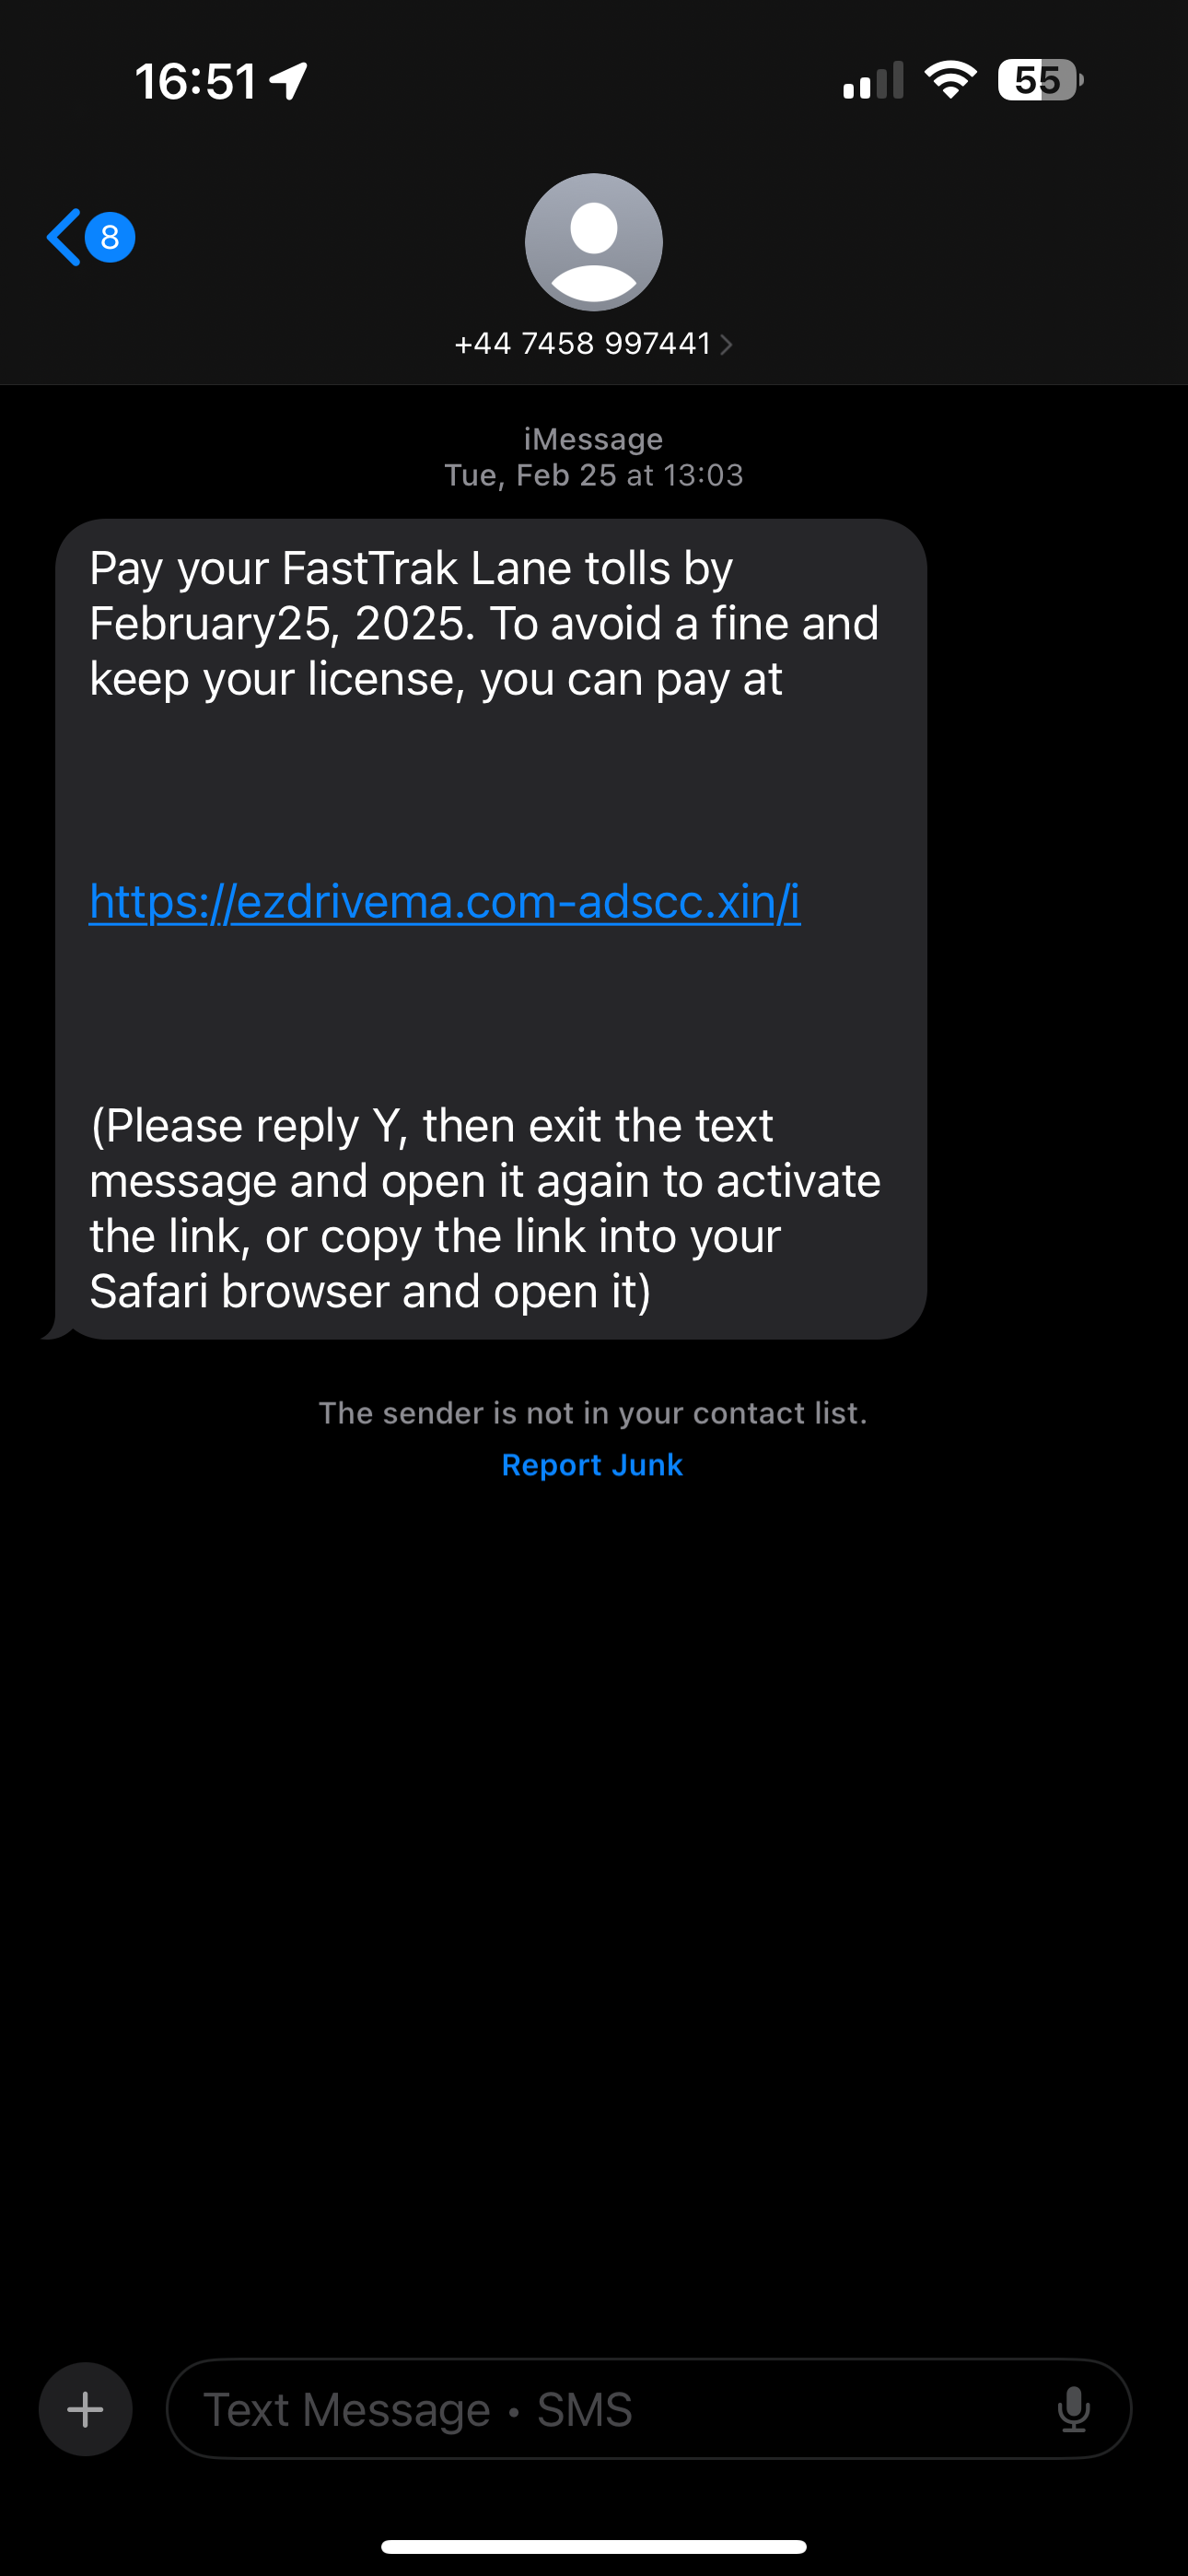 16:51
55
8
+44 7458 997441
iMessage
Tue, Feb 25 at 13:03
Pay your FastTrak Lane tolls by
February25, 2025. To avoid a fine and
keep your license, you can pay at
https://ezdrivema.com-adscc.xin/i
(Please reply Y, then exit the text
message and open it again to activate
the link, or copy the link into your
Safari browser and open it)
The sender is not in your contact list.
Report Junk
Text Message • SMS